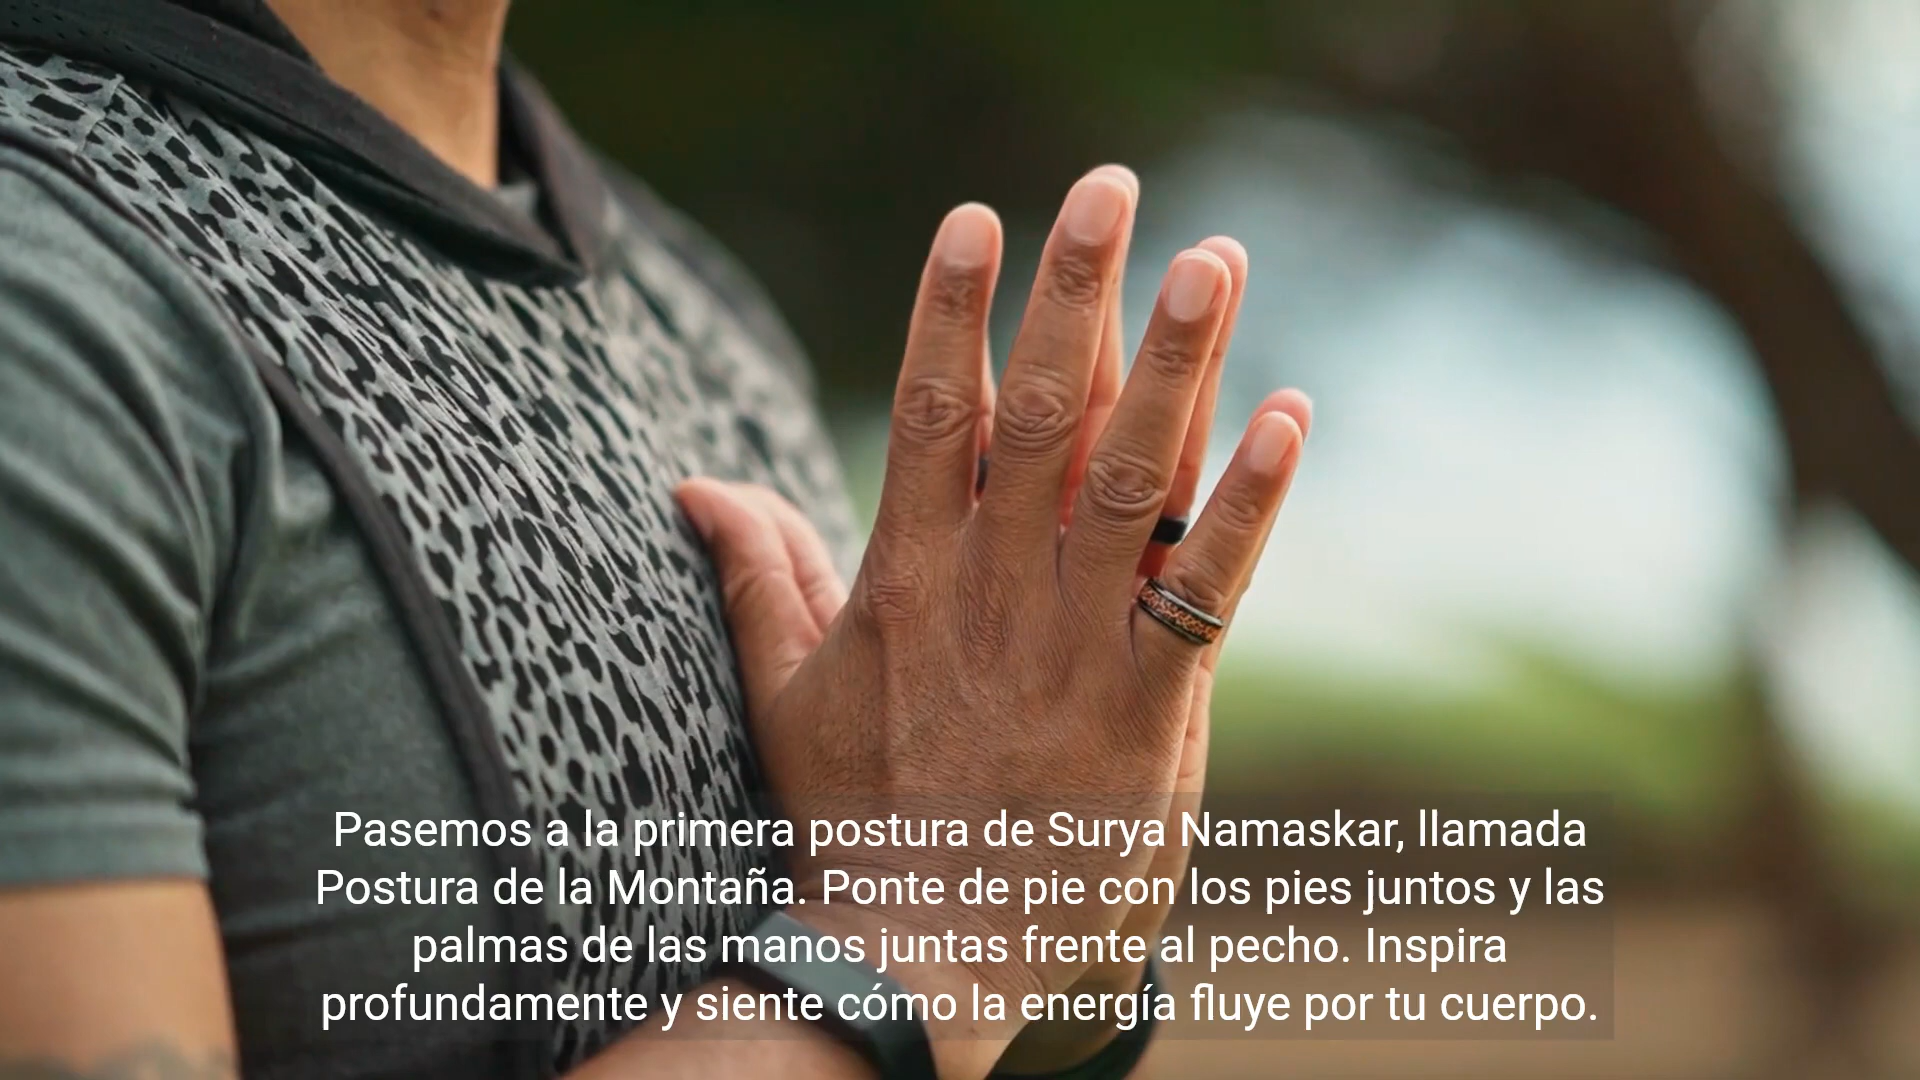 Pasemos a la primera postura de Surya Namaskar, llamada
Postura de la Montaña. Ponte de pie con los pies juntos y las
palmas de las manos juntas frente al pecho. Inspira
profundamente y siente cómo la energía fluye por tu cuerpo.